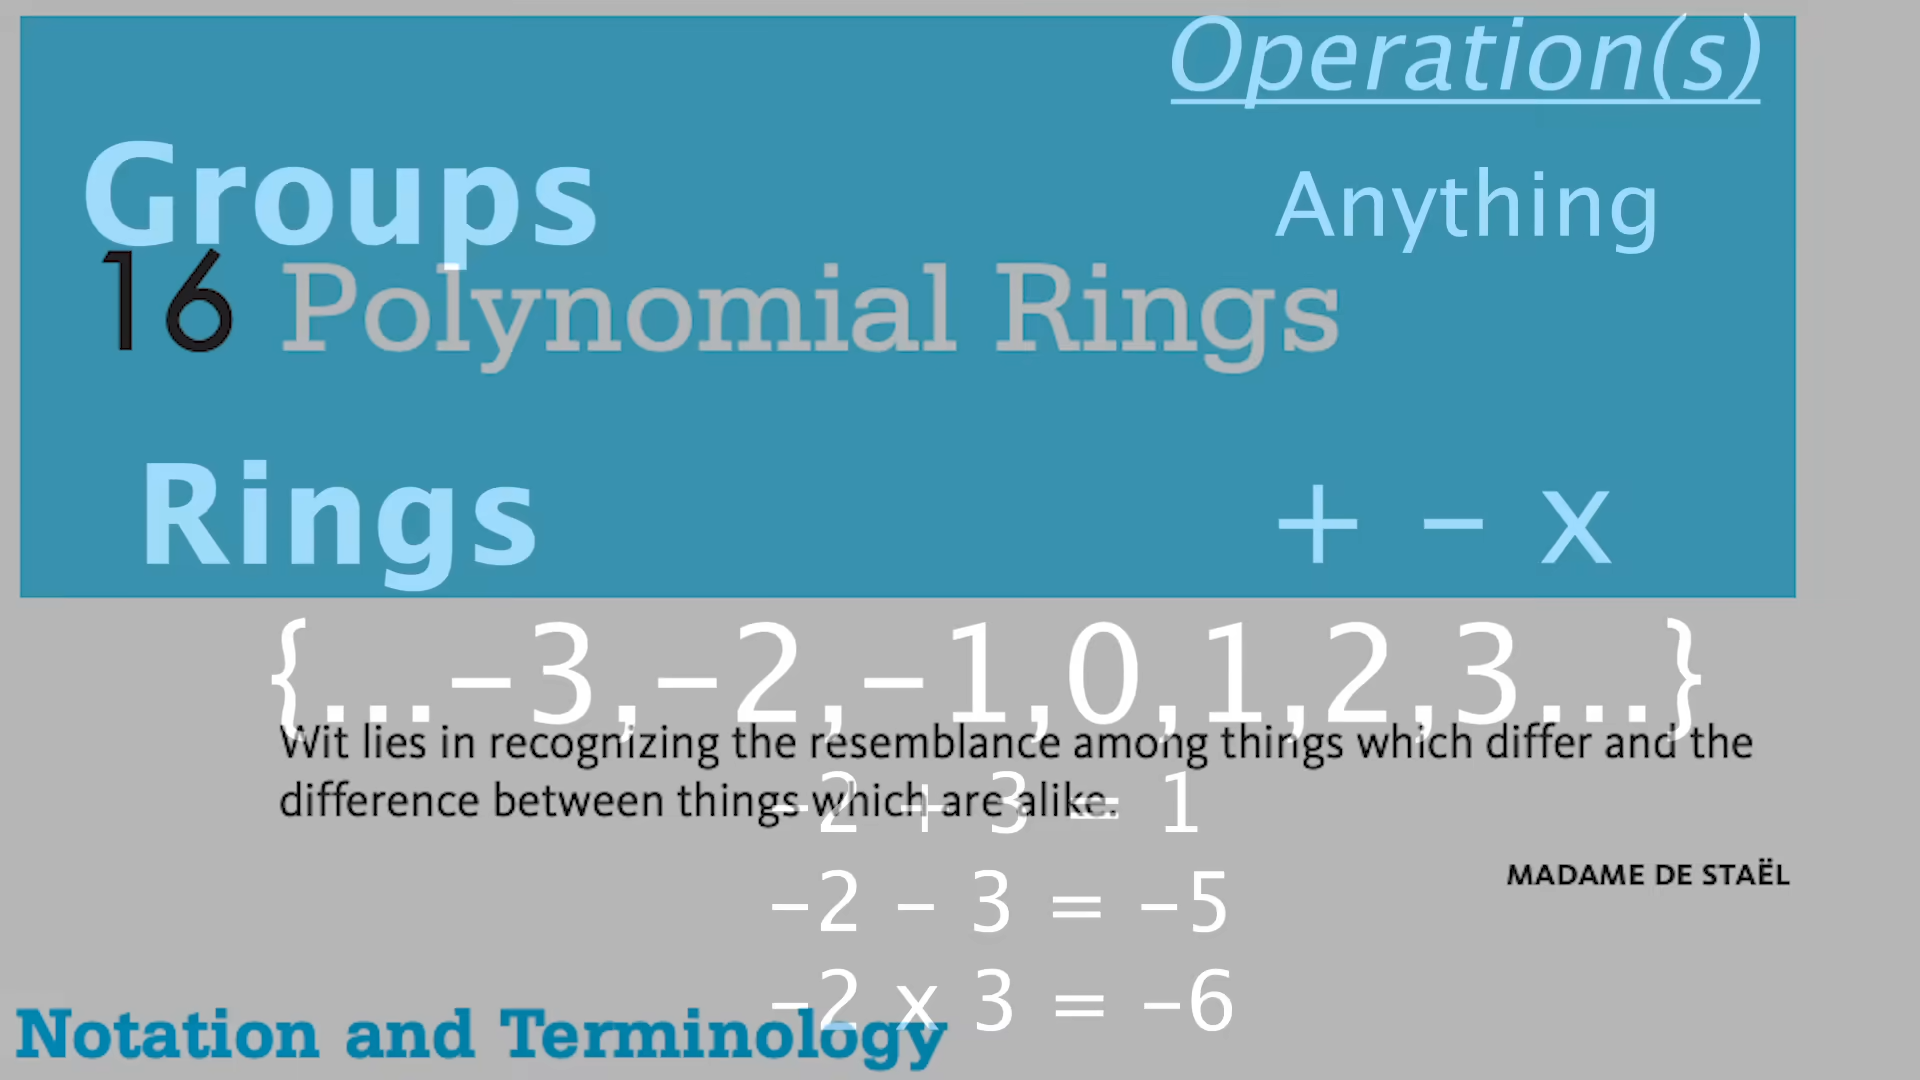 Operation(s)
Groups Anything
16 Polynomial Rings
Rings + – x
{...–3,–2,–1,0,1,2,3...}
Wit lies in recognizing the resemblance among things which differ and the
difference between things which are alike.
–2 + 3 = 1
MADAME DE STAËL
–2 – 3 = –5
–2 x 3 = –6
Notation and Terminology